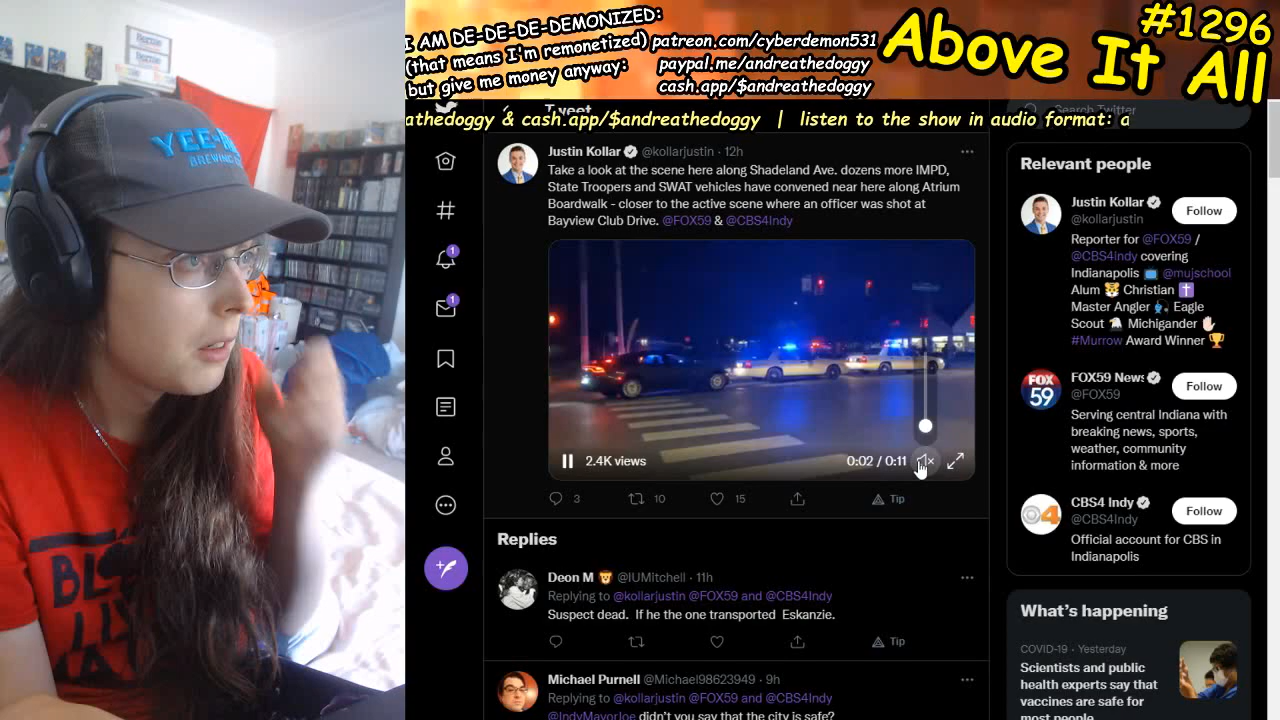 I AM DE-DE-DE-DEMONIZED:
(that means I'm remonetized)
but give me money anyway:
patreon.com/cyberdemon531
paypal.me/andreathedoggy
cash.app/$andreathedoggy
Above It All
#1296
athedoggy & cash.app/$andreathedoggy | listen to the show in audio format: a
Tweet
Search Twitter
YEE-
BREWING
Justin Kollar @kollarjustin · 12h
Take a look at the scene here along Shadeland Ave. dozens more IMPD,
State Troopers and SWAT vehicles have convened near here along Atrium
Boardwalk - closer to the active scene where an officer was shot at
Bayview Club Drive. @FOX59 & @CBS4Indy
2.4K views
0:02 / 0:11
3
10
15
Tip
Replies
Deon M @IUMitchell · 11h
Replying to @kollarjustin @FOX59 and @CBS4Indy
Suspect dead. If he the one transported Eskanzie.
Tip
Michael Purnell @Michael98623949 · 9h
Replying to @kollarjustin @FOX59 and @CBS4Indy
@IndyMayorJoe didn't you say that the city is safe?
1
1
Relevant people
Justin Kollar
@kollarjustin
Follow
Reporter for @FOX59 /
@CBS4Indy covering
Indianapolis @mujschool
Alum Christian
Master Angler Eagle
Scout Michigander
#Murrow Award Winner
FOX
59
FOX59 News
@FOX59
Follow
Serving central Indiana with
breaking news, sports,
weather, community
information & more
4
CBS4 Indy
@CBS4Indy
Follow
Official account for CBS in
Indianapolis
What's happening
COVID-19 · Yesterday
Scientists and public
health experts say that
vaccines are safe for
most people